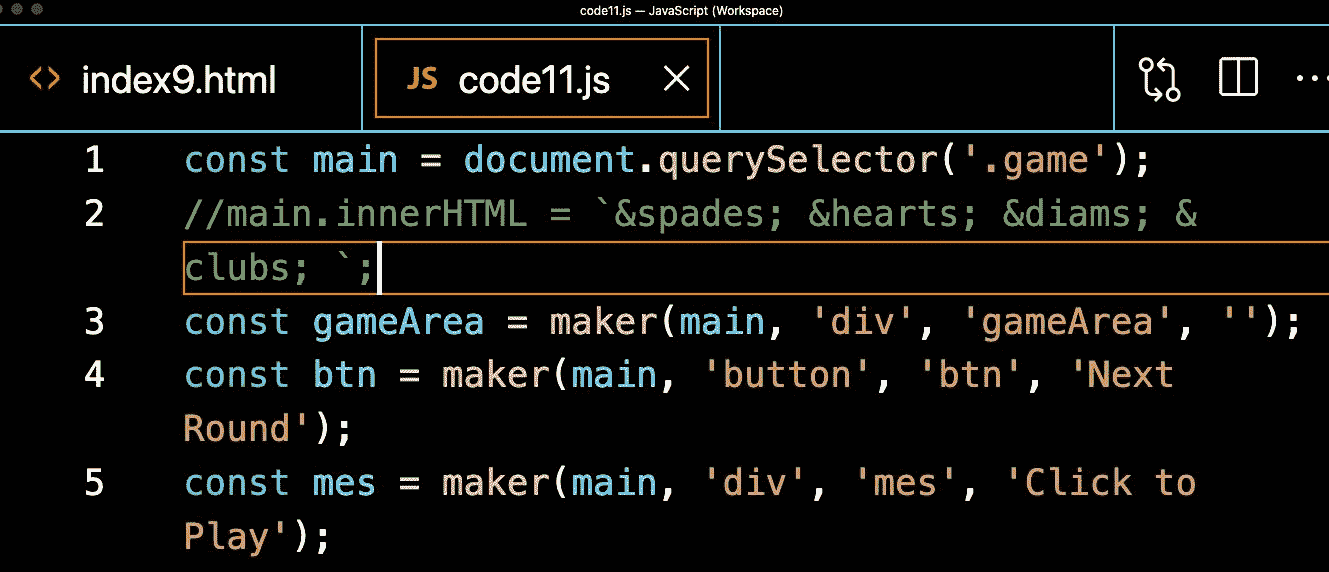 code11.js — JavaScript (Workspace)
<> index9.html JS code11.js ×
1 const main = document.querySelector('.game');
2 //main.innerHTML = `&spades; &hearts; &diams; &
clubs; `;
3 const gameArea = maker(main, 'div', 'gameArea', '');
4 const btn = maker(main, 'button', 'btn', 'Next
Round');
5 const mes = maker(main, 'div', 'mes', 'Click to
Play');